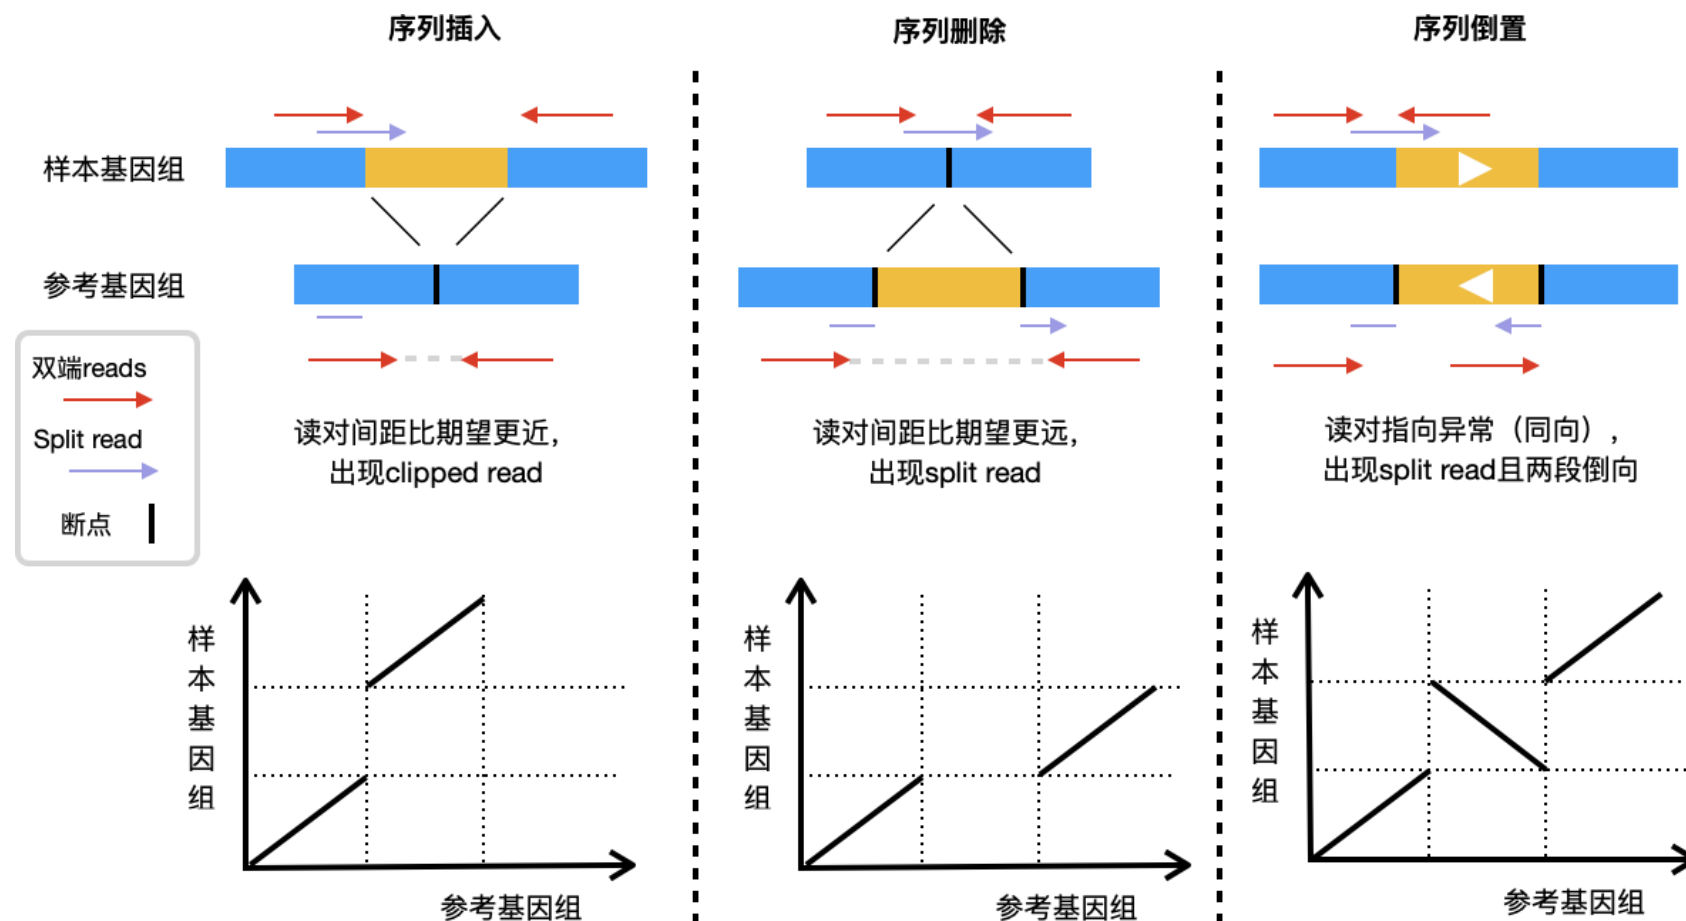 序列插入
序列删除
序列倒置
样本基因组
参考基因组
双端reads
Split read
断点
读对间距比期望更近，
出现clipped read
读对间距比期望更远，
出现split read
读对指向异常（同向），
出现split read且两段倒向
样本基因组
参考基因组
样本基因组
参考基因组
样本基因组
参考基因组